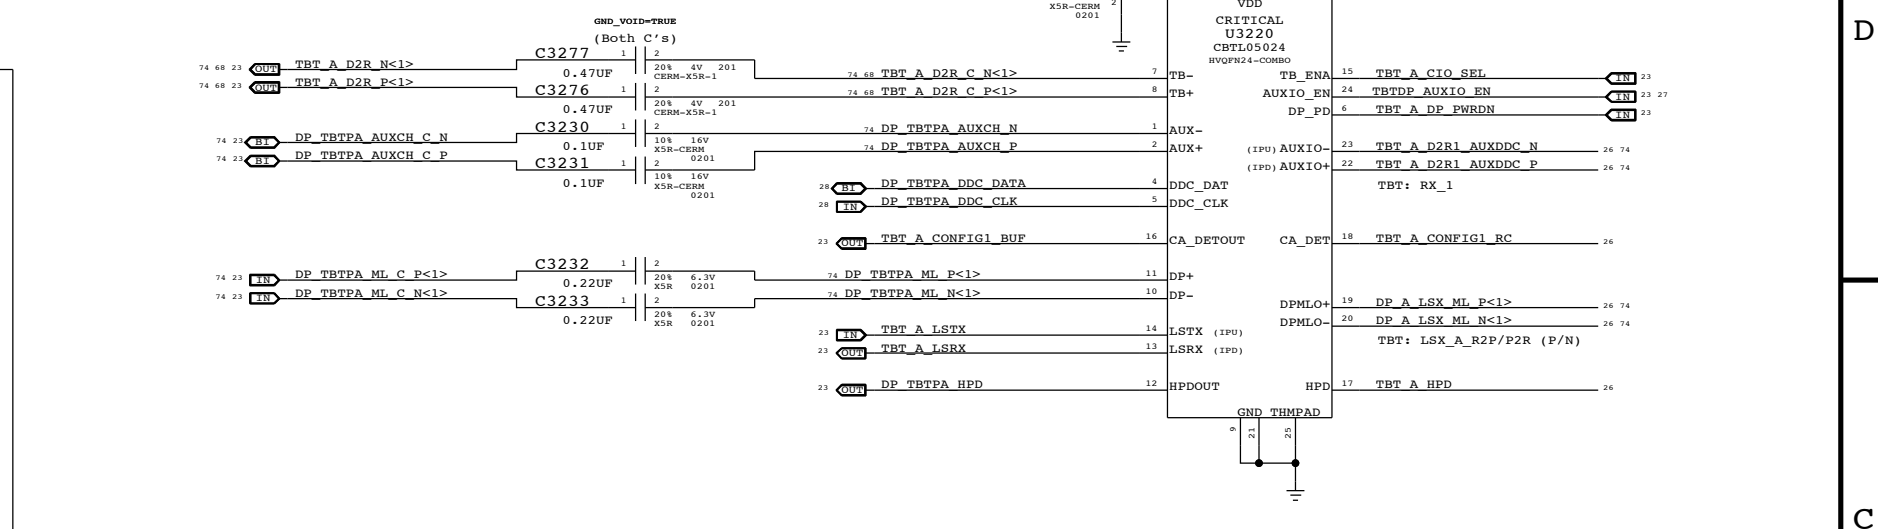 X5R-CERM 2
0201
VDD
CRITICAL
U3220
CBTL05024
HVQFN24-COMBO
D
GND_VOID=TRUE
(Both C's)
C3277 1 2
74 68 23 OUT TBT_A_D2R_N<1>
0.47UF 20% 4V 201
CERM-X5R-1
74 68 TBT_A_D2R_C_N<1> 7 TB-
TB_ENA 15 TBT_A_CIO_SEL IN 23
74 68 23 OUT TBT_A_D2R_P<1>
C3276 1 2
74 68 TBT_A_D2R_C_P<1> 8 TB+
AUXIO_EN 24 TBTDP_AUXIO_EN IN 23 27
0.47UF 20% 4V 201
CERM-X5R-1
DP_PD 6 TBT_A_DP_PWRDN IN 23
C3230 1 2
74 DP_TBTPA_AUXCH_N 1 AUX-
74 23 BI DP_TBTPA_AUXCH_C_N
0.1UF 10% 16V
X5R-CERM
0201
74 DP_TBTPA_AUXCH_P 2 AUX+
(IPU) AUXIO- 23 TBT_A_D2R1_AUXDDC_N 26 74
74 23 BI DP_TBTPA_AUXCH_C_P
C3231 1 2
(IPD) AUXIO+ 22 TBT_A_D2R1_AUXDDC_P 26 74
0.1UF 10% 16V
X5R-CERM
0201
TBT: RX_1
28 BI DP_TBTPA_DDC_DATA 4 DDC_DAT
28 IN DP_TBTPA_DDC_CLK 5 DDC_CLK
23 OUT TBT_A_CONFIG1_BUF 16 CA_DETOUT
CA_DET 18 TBT_A_CONFIG1_RC 26
C3232 1 2
74 23 IN DP_TBTPA_ML_C_P<1>
0.22UF 20% 6.3V
X5R 0201
74 DP_TBTPA_ML_P<1> 11 DP+
74 23 IN DP_TBTPA_ML_C_N<1>
C3233 1 2
74 DP_TBTPA_ML_N<1> 10 DP-
0.22UF 20% 6.3V
X5R 0201
DPMLO+ 19 DP_A_LSX_ML_P<1> 26 74
DPMLO- 20 DP_A_LSX_ML_N<1> 26 74
TBT: LSX_A_R2P/P2R (P/N)
23 IN TBT_A_LSTX 14 LSTX (IPU)
23 OUT TBT_A_LSRX 13 LSRX (IPD)
23 OUT DP_TBTPA_HPD 12 HPDOUT
HPD 17 TBT_A_HPD 26
GND THMPAD
9 21 25
C